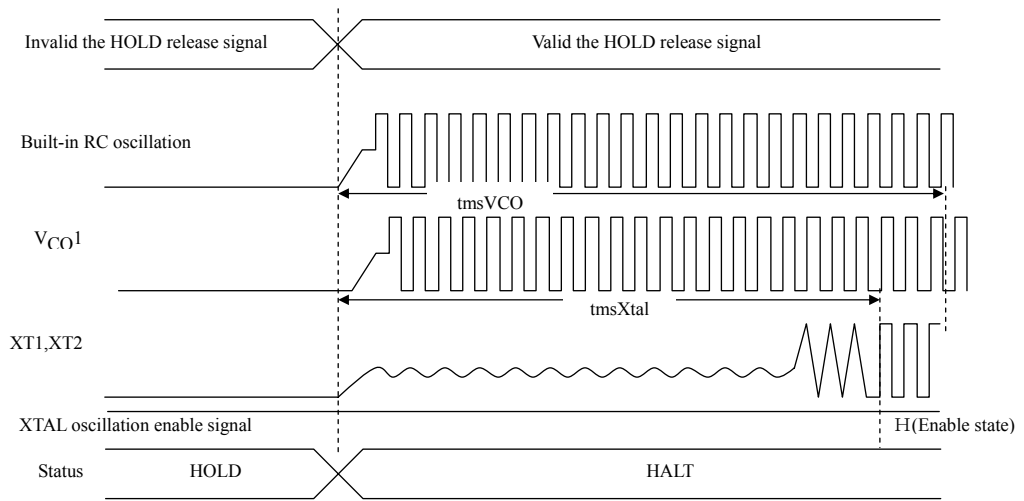 Invalid the HOLD release signal Valid the HOLD release signal
Built-in RC oscillation
tmsVCO
VCO1
tmsXtal
XT1,XT2
XTAL oscillation enable signal H(Enable state)
Status HOLD HALT